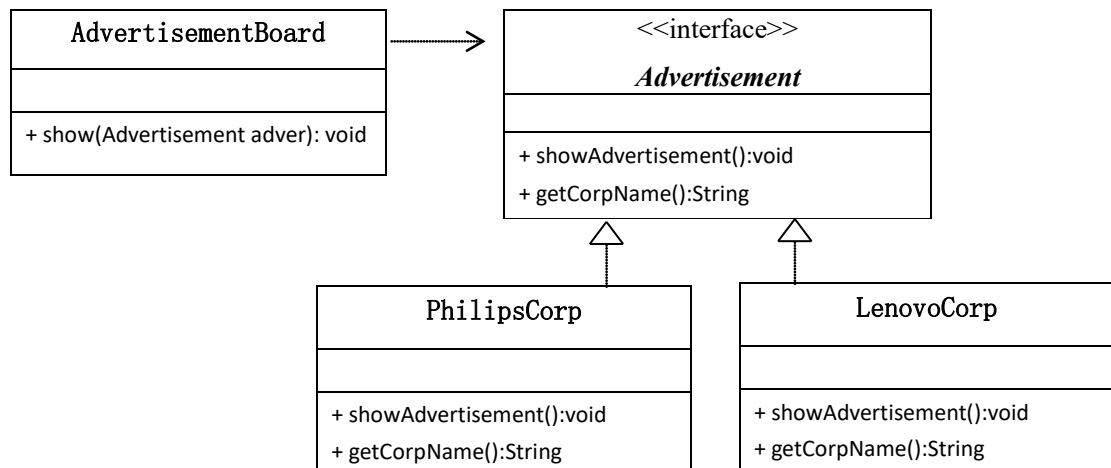 AdvertisementBoard
+ show(Advertisement adver): void
<<interface>>
Advertisement
+ showAdvertisement():void
+ getCorpName():String
PhilipsCorp
+ showAdvertisement():void
+ getCorpName():String
LenovoCorp
+ showAdvertisement():void
+ getCorpName():String